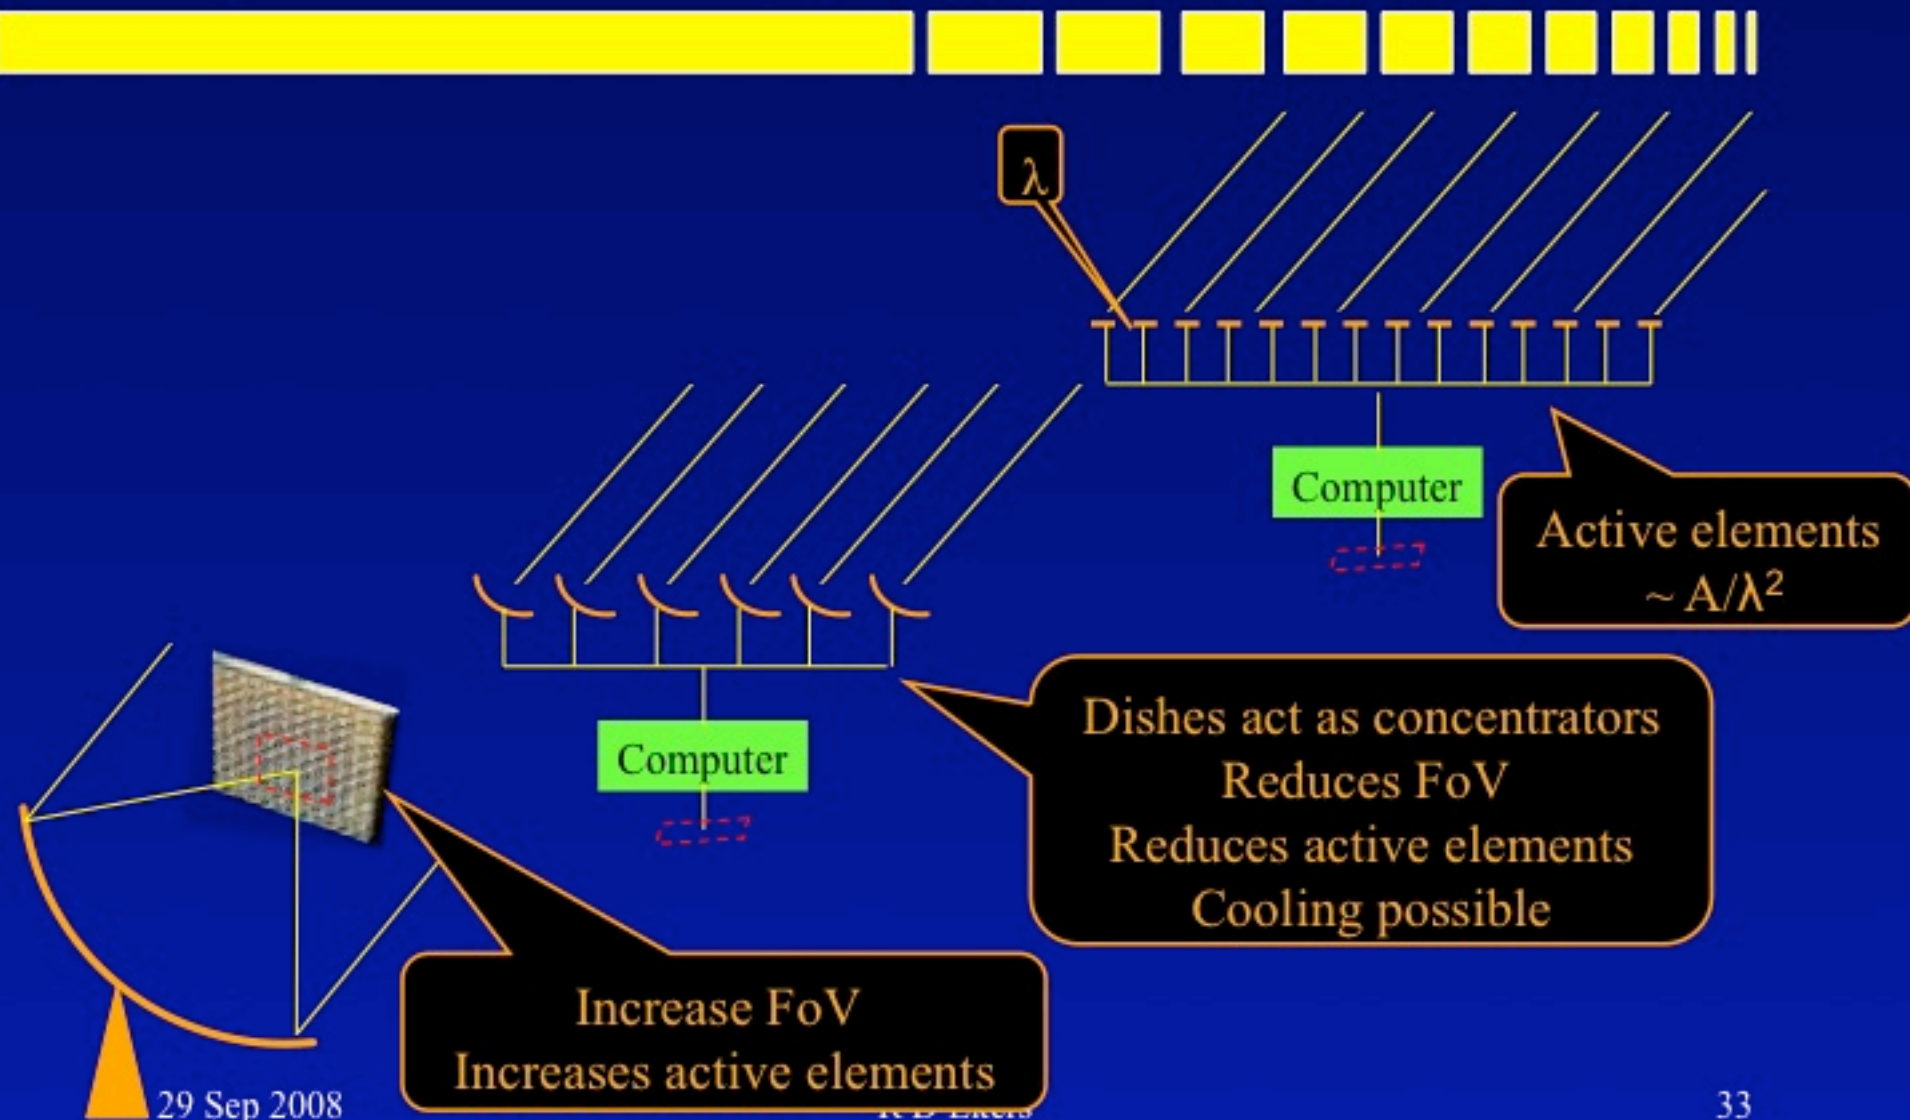 λ
Computer
Active elements
~ A/λ²
Computer
Dishes act as concentrators
Reduces FoV
Reduces active elements
Cooling possible
Increase FoV
Increases active elements
29 Sep 2008
33